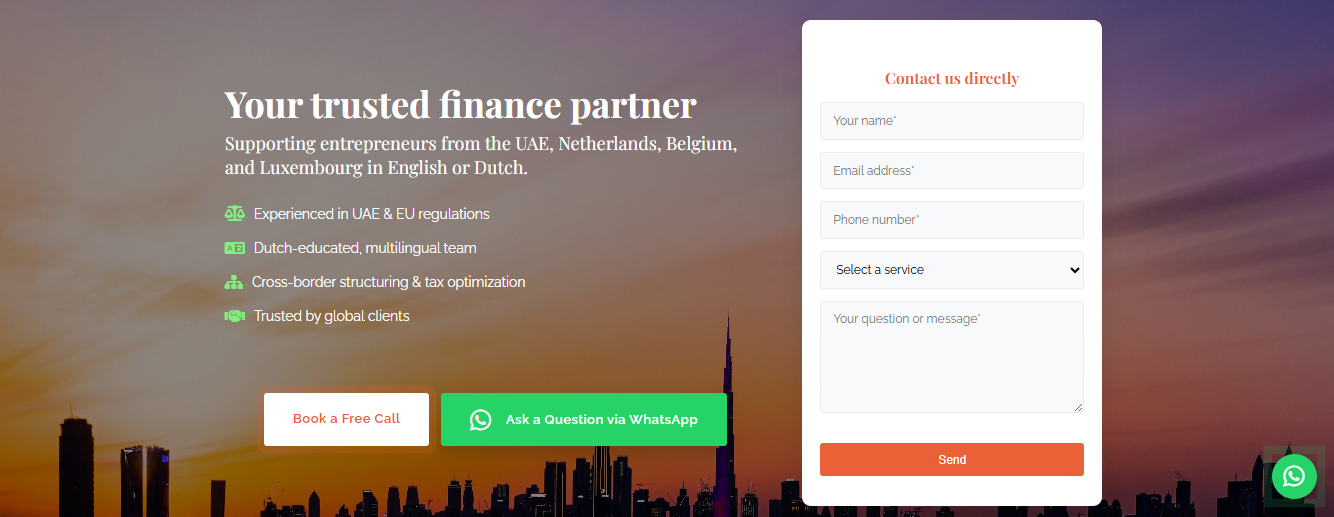 Your trusted finance partner
Supporting entrepreneurs from the UAE, Netherlands, Belgium,
and Luxembourg in English or Dutch.
Experienced in UAE & EU regulations
Dutch-educated, multilingual team
Cross-border structuring & tax optimization
Trusted by global clients
Book a Free Call
Ask a Question via WhatsApp
Contact us directly
Your name*
Email address*
Phone number*
Select a service
Your question or message*
Send